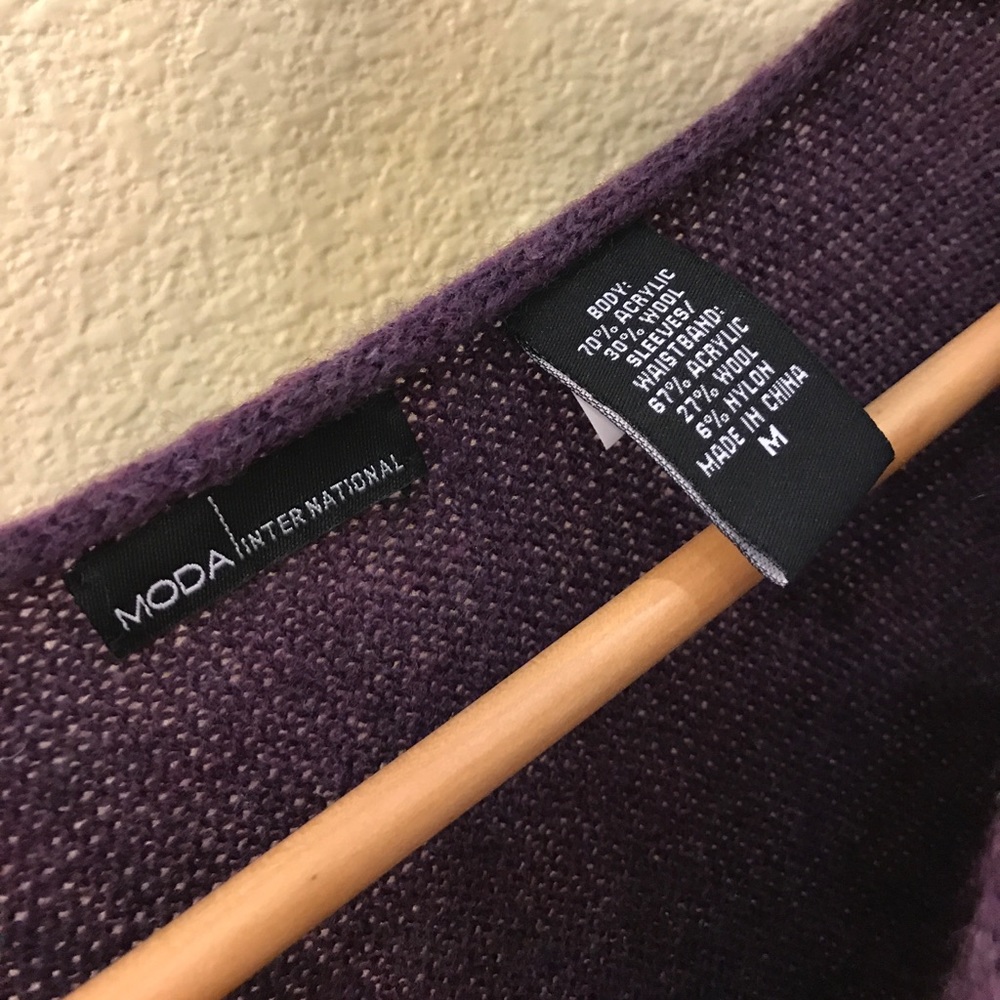 MODA INTERNATIONAL
BODY:
70% ACRYLIC
30% WOOL
SLEEVES/
WAISTBAND:
67% ACRYLIC
27% WOOL
6% NYLON
MADE IN CHINA
M